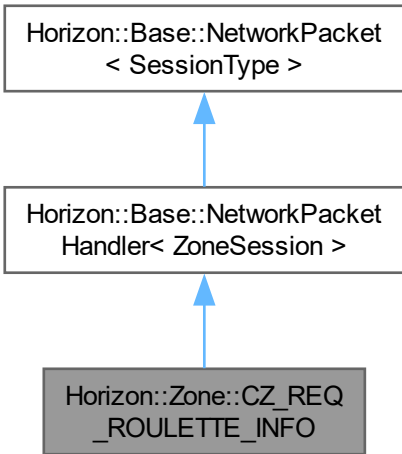 Horizon::Base::NetworkPacket
< SessionType >
Horizon::Base::NetworkPacket
Handler< ZoneSession >
Horizon::Zone::CZ_REQ
_ROULETTE_INFO